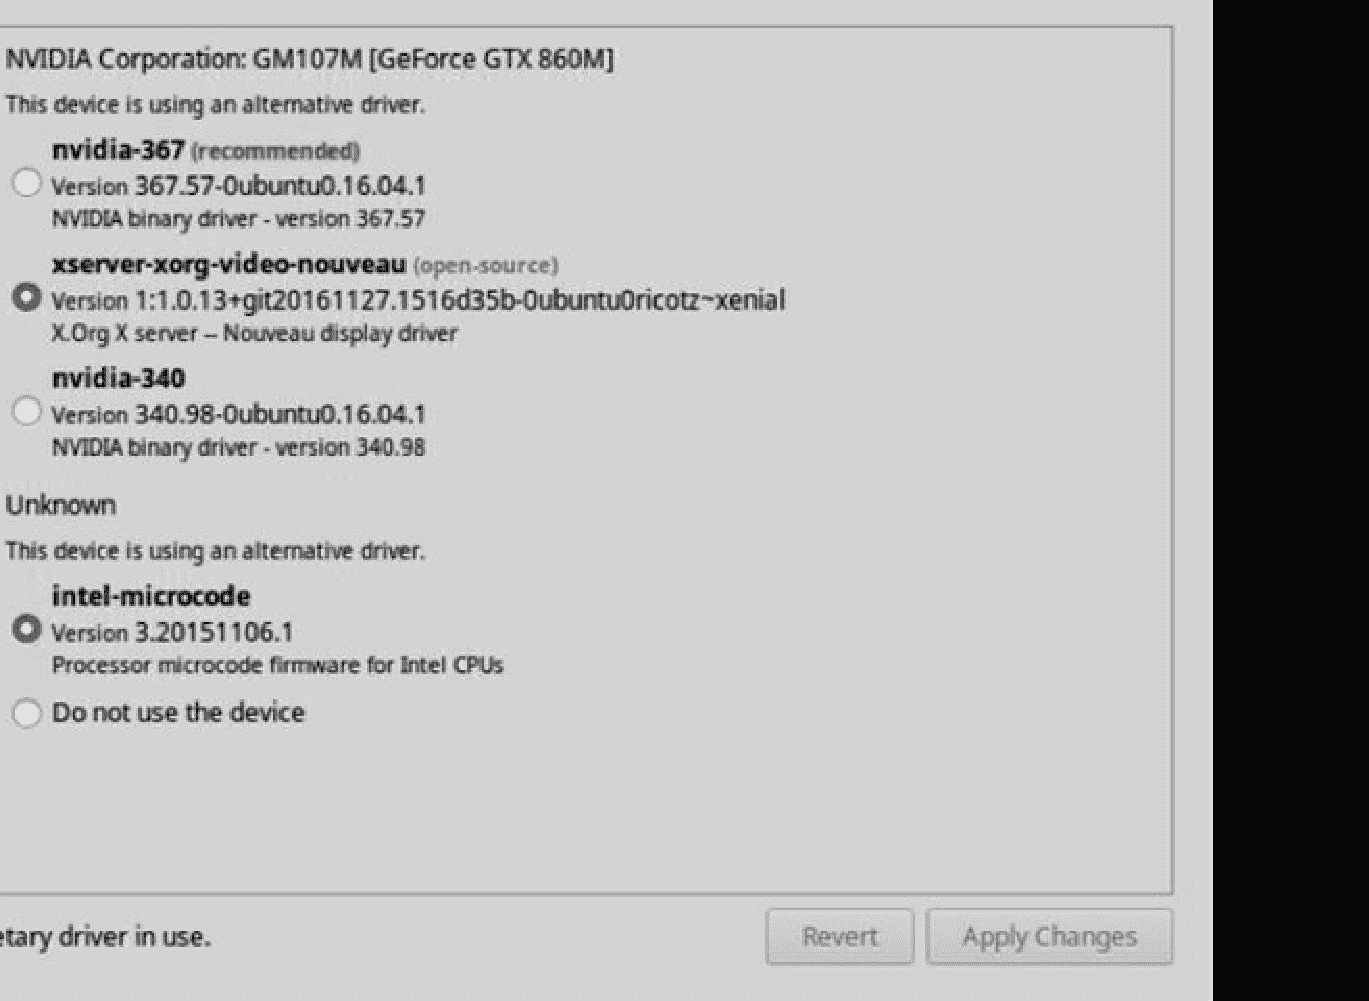 NVIDIA Corporation: GM107M [GeForce GTX 860M]
This device is using an alternative driver.
nvidia-367 (recommended)
Version 367.57-0ubuntu0.16.04.1
NVIDIA binary driver - version 367.57
xserver-xorg-video-nouveau (open-source)
Version 1:1.0.13+git20161127.1516d35b-0ubuntu0ricotz~xenial
X.Org X server -- Nouveau display driver
nvidia-340
Version 340.98-0ubuntu0.16.04.1
NVIDIA binary driver - version 340.98
Unknown
This device is using an alternative driver.
intel-microcode
Version 3.20151106.1
Processor microcode firmware for Intel CPUs
Do not use the device
etary driver in use.
Revert
Apply Changes